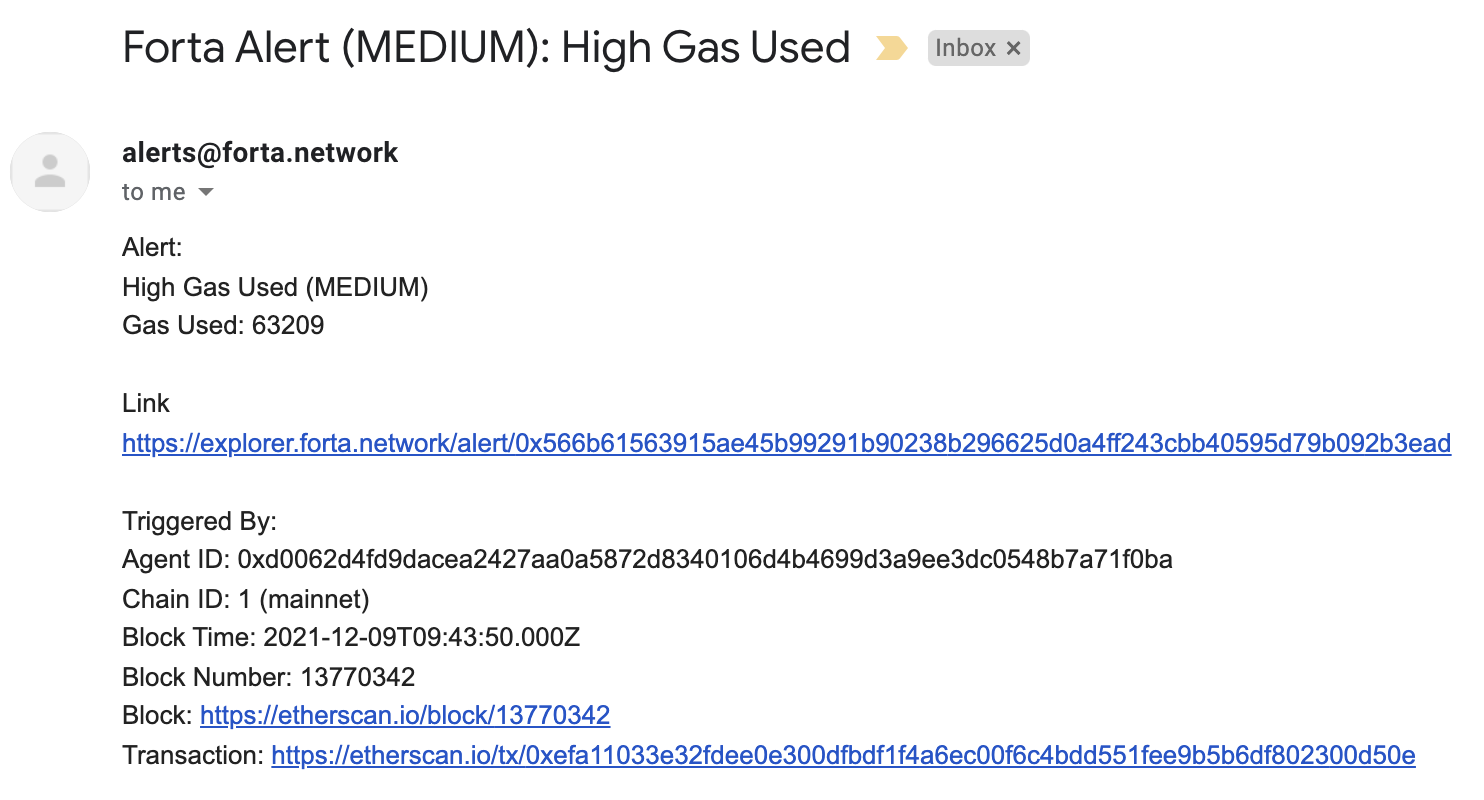 Forta Alert (MEDIUM): High Gas Used
Inbox ×
alerts@forta.network
to me
Alert:
High Gas Used (MEDIUM)
Gas Used: 63209
Link
https://explorer.forta.network/alert/0x566b61563915ae45b99291b90238b296625d0a4ff243cbb40595d79b092b3ead
Triggered By:
Agent ID: 0xd0062d4fd9dacea2427aa0a5872d8340106d4b4699d3a9ee3dc0548b7a71f0ba
Chain ID: 1 (mainnet)
Block Time: 2021-12-09T09:43:50.000Z
Block Number: 13770342
Block: https://etherscan.io/block/13770342
Transaction: https://etherscan.io/tx/0xefa11033e32fdee0e300dfbdf1f4a6ec00f6c4bdd551fee9b5b6df802300d50e